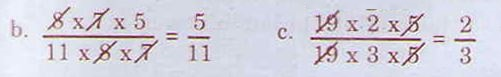 b. 8 x 7 x 5 / 11 x 8 x 7 = 5 / 11
c. 19 x 2 x 5 / 19 x 3 x 5 = 2 / 3